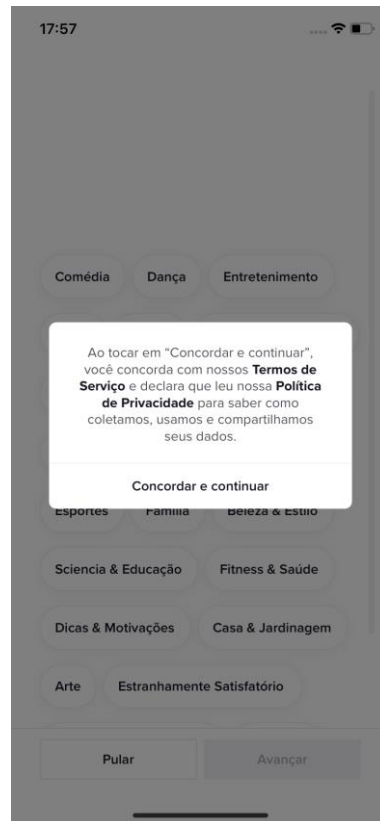 17:57
Comédia Dança Entretenimento
Ao tocar em “Concordar e continuar”,
você concorda com nossos Termos de
Serviço e declara que leu nossa Política
de Privacidade para saber como
coletamos, usamos e compartilhamos
seus dados.
Concordar e continuar
Esportes Família Beleza & Estilo
Sciencia & Educação Fitness & Saúde
Dicas & Motivações Casa & Jardinagem
Arte Estranhamente Satisfatório
Pular Avançar